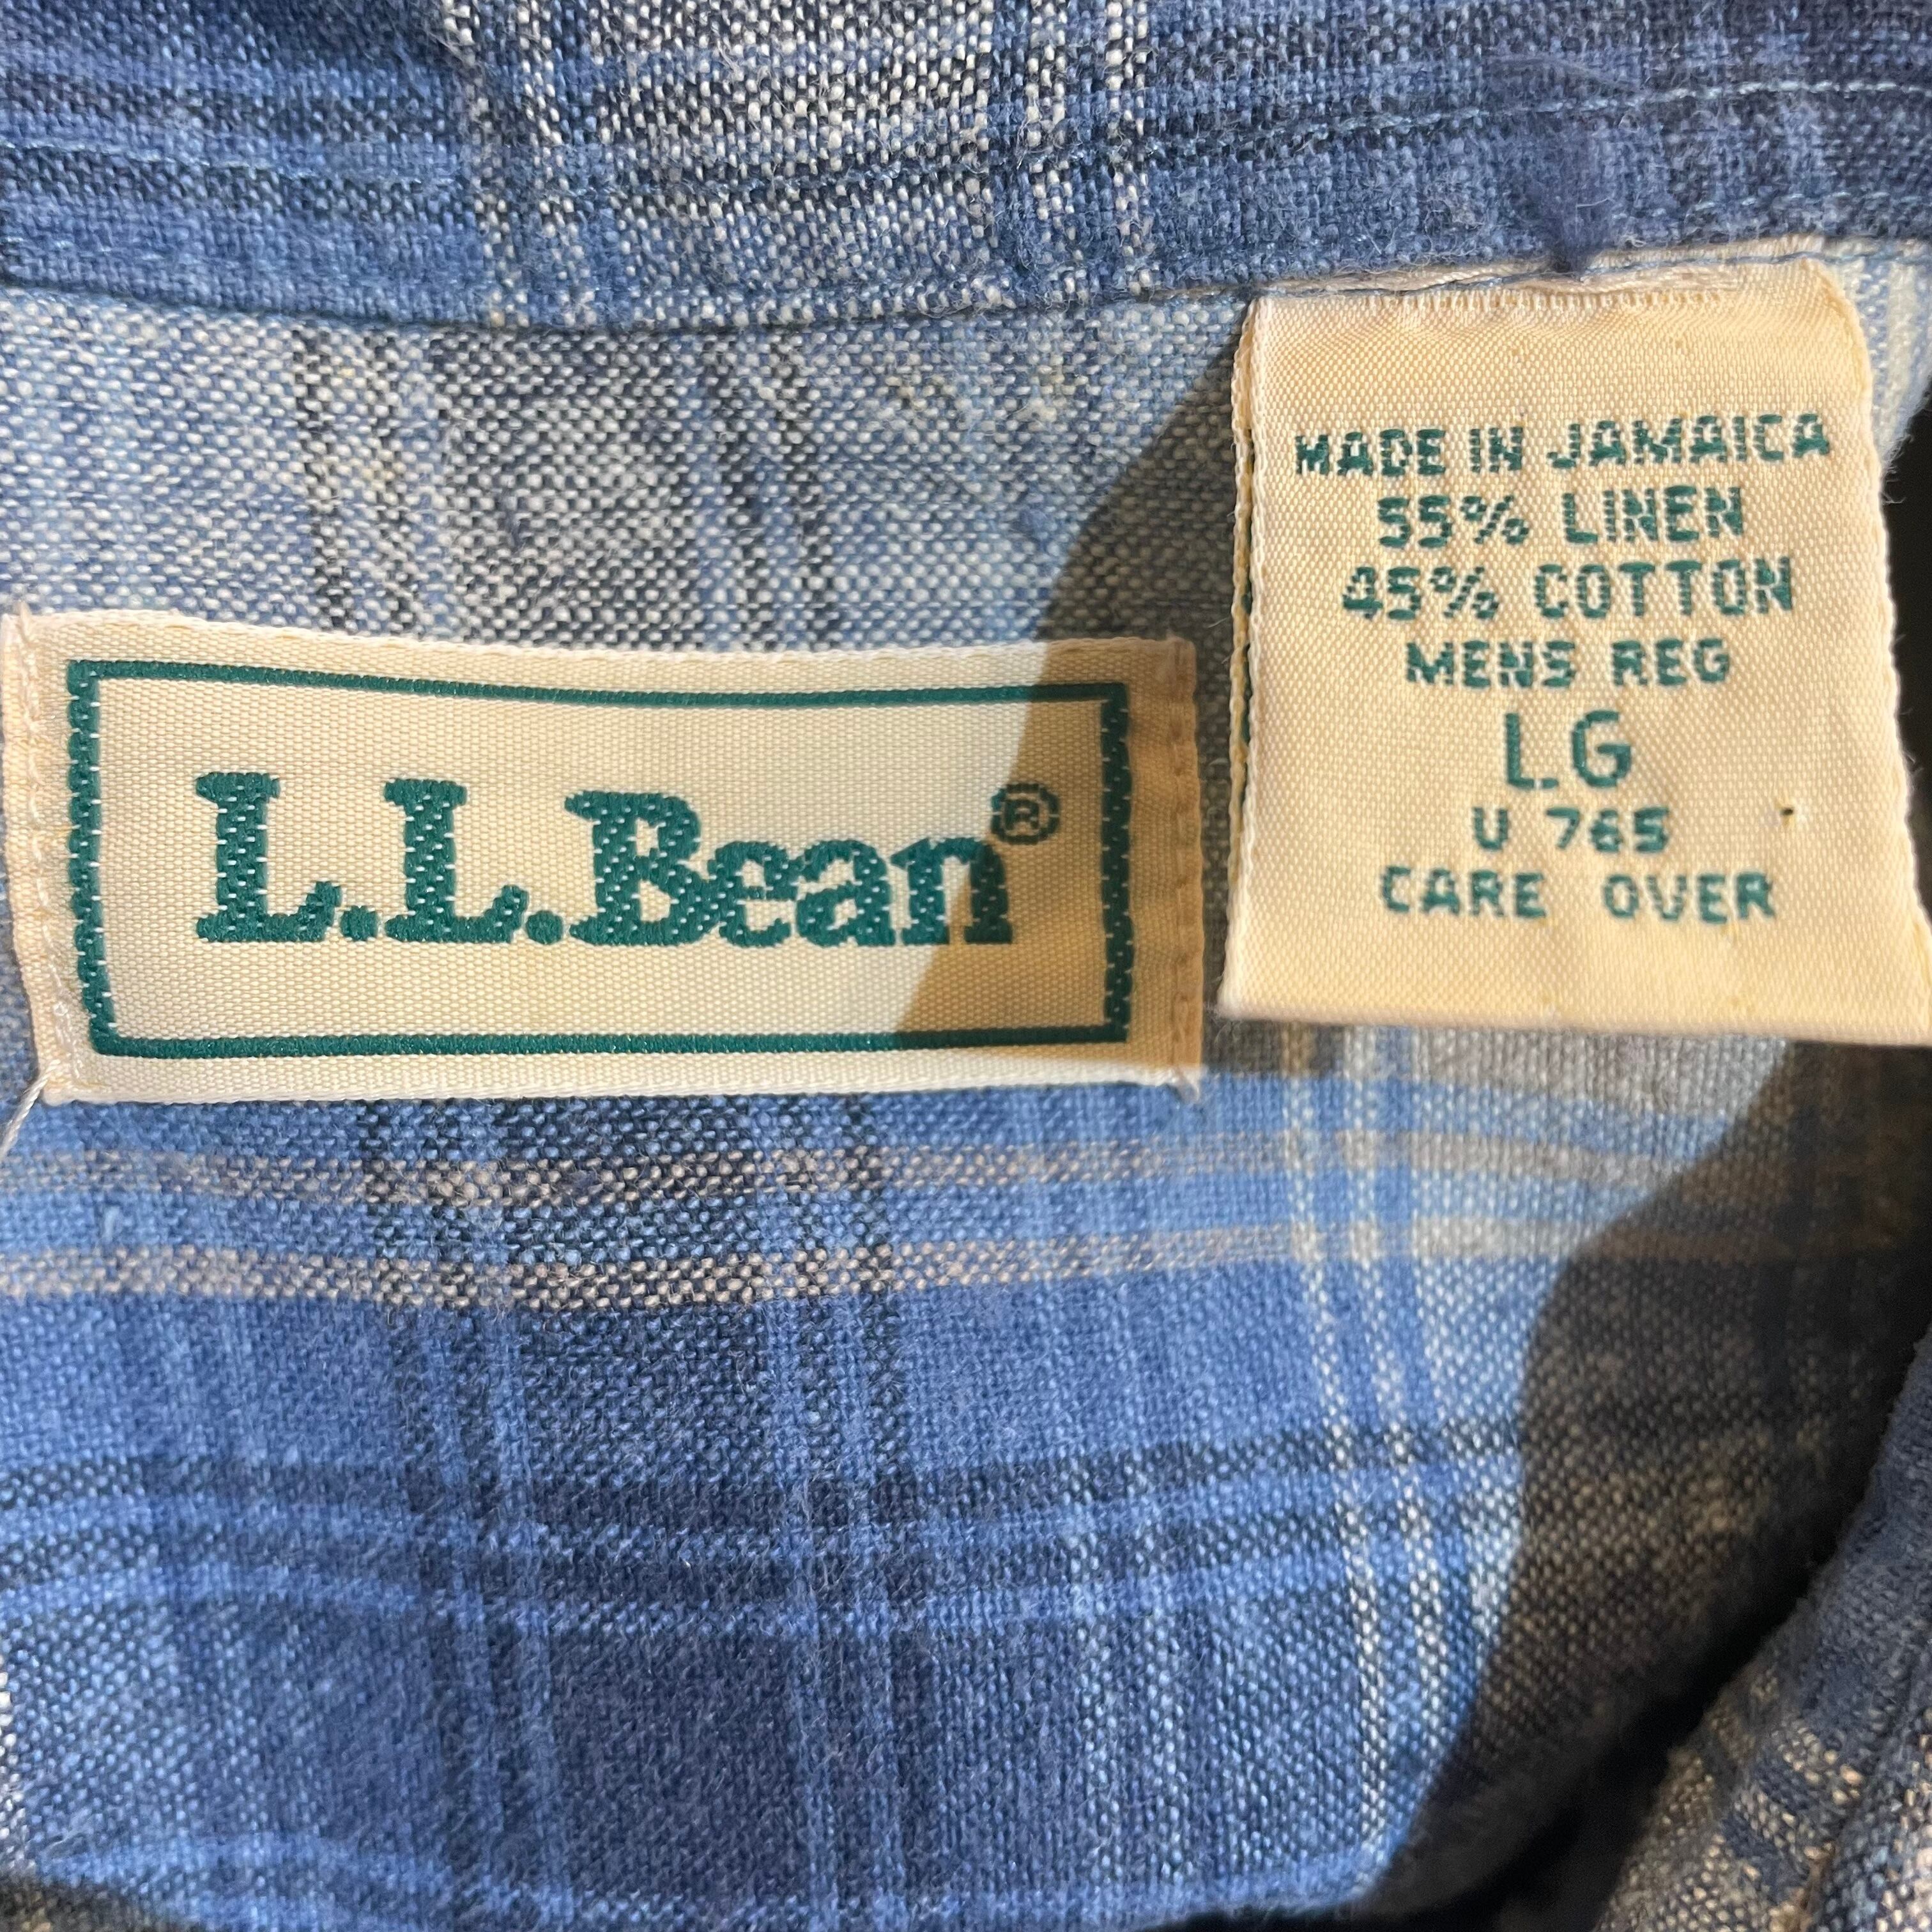 L.L.Bean®
MADE IN JAMAICA
55% LINEN
45% COTTON
MENS REG
LG
U 765
CARE OVER